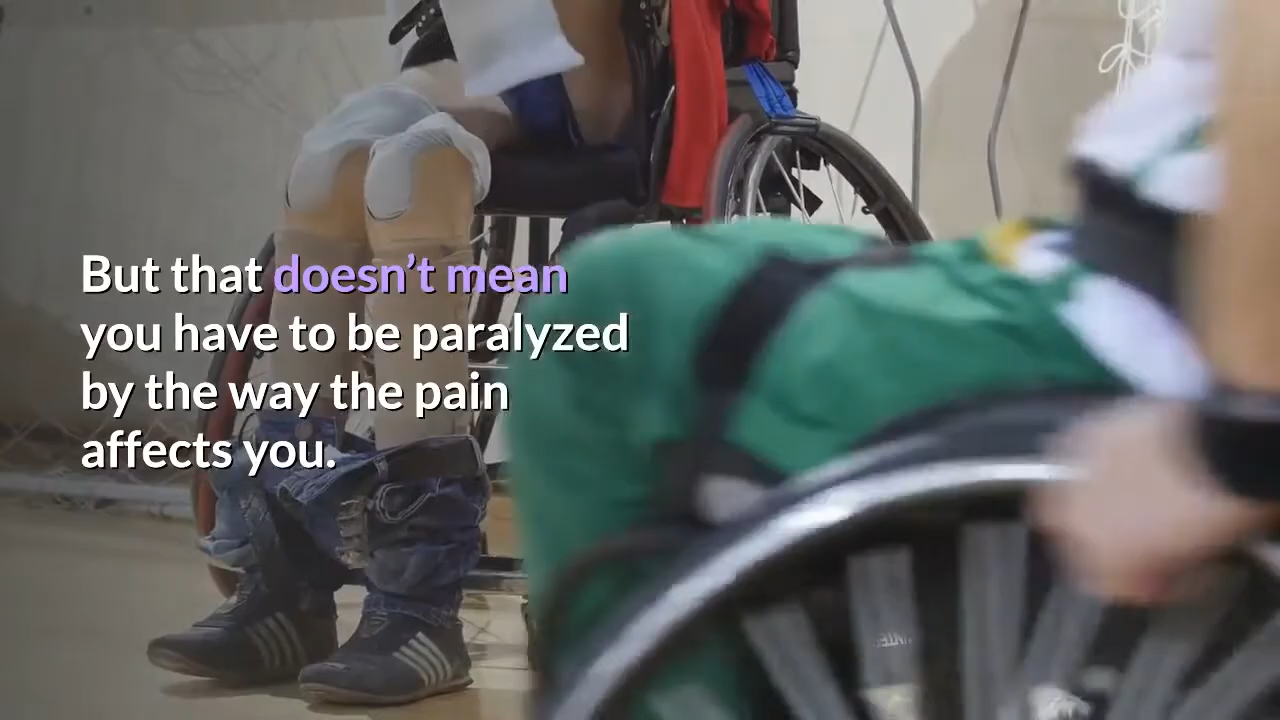 But that doesn’t mean
you have to be paralyzed
by the way the pain
affects you.